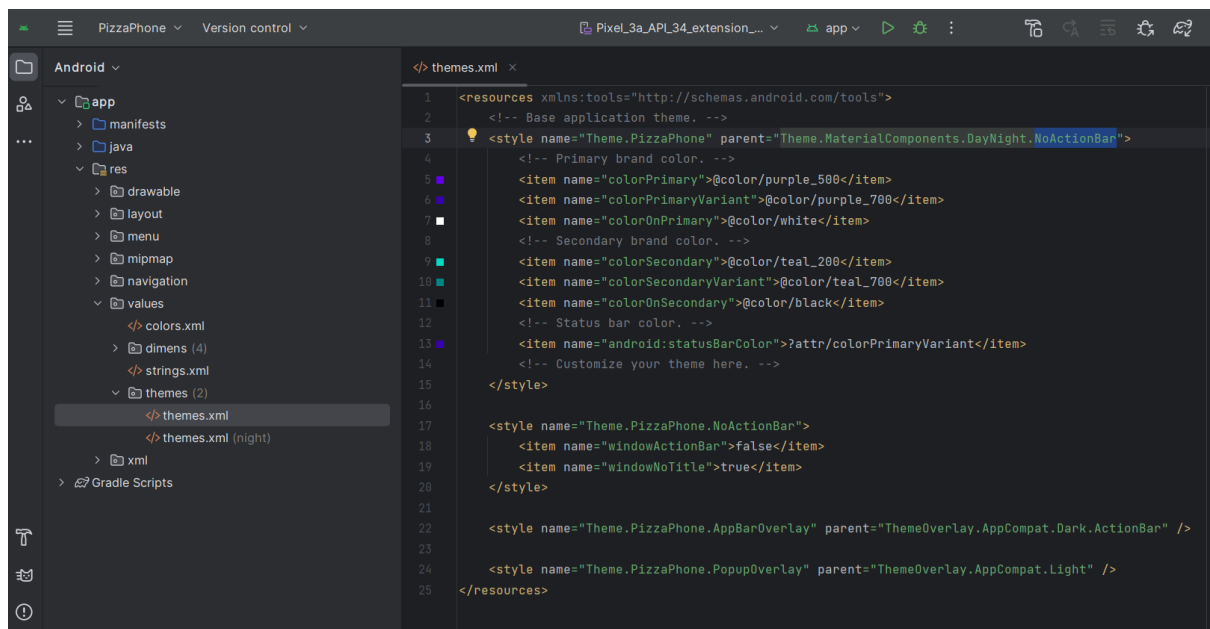 PizzaPhone Version control Pixel_3a_API_34_extension_... app
Android
app
manifests
java
res
drawable
layout
menu
mipmap
navigation
values
colors.xml
dimens (4)
strings.xml
themes (2)
themes.xml
themes.xml (night)
xml
Gradle Scripts
themes.xml
1 <resources xmlns:tools="http://schemas.android.com/tools">
2 <!-- Base application theme. -->
3 <style name="Theme.PizzaPhone" parent="Theme.MaterialComponents.DayNight.NoActionBar">
4 <!-- Primary brand color. -->
5 <item name="colorPrimary">@color/purple_500</item>
6 <item name="colorPrimaryVariant">@color/purple_700</item>
7 <item name="colorOnPrimary">@color/white</item>
8 <!-- Secondary brand color. -->
9 <item name="colorSecondary">@color/teal_200</item>
10 <item name="colorSecondaryVariant">@color/teal_700</item>
11 <item name="colorOnSecondary">@color/black</item>
12 <!-- Status bar color. -->
13 <item name="android:statusBarColor">?attr/colorPrimaryVariant</item>
14 <!-- Customize your theme here. -->
15 </style>
16
17 <style name="Theme.PizzaPhone.NoActionBar">
18 <item name="windowActionBar">false</item>
19 <item name="windowNoTitle">true</item>
20 </style>
21
22 <style name="Theme.PizzaPhone.AppBarOverlay" parent="ThemeOverlay.AppCompat.Dark.ActionBar" />
23
24 <style name="Theme.PizzaPhone.PopupOverlay" parent="ThemeOverlay.AppCompat.Light" />
25 </resources>